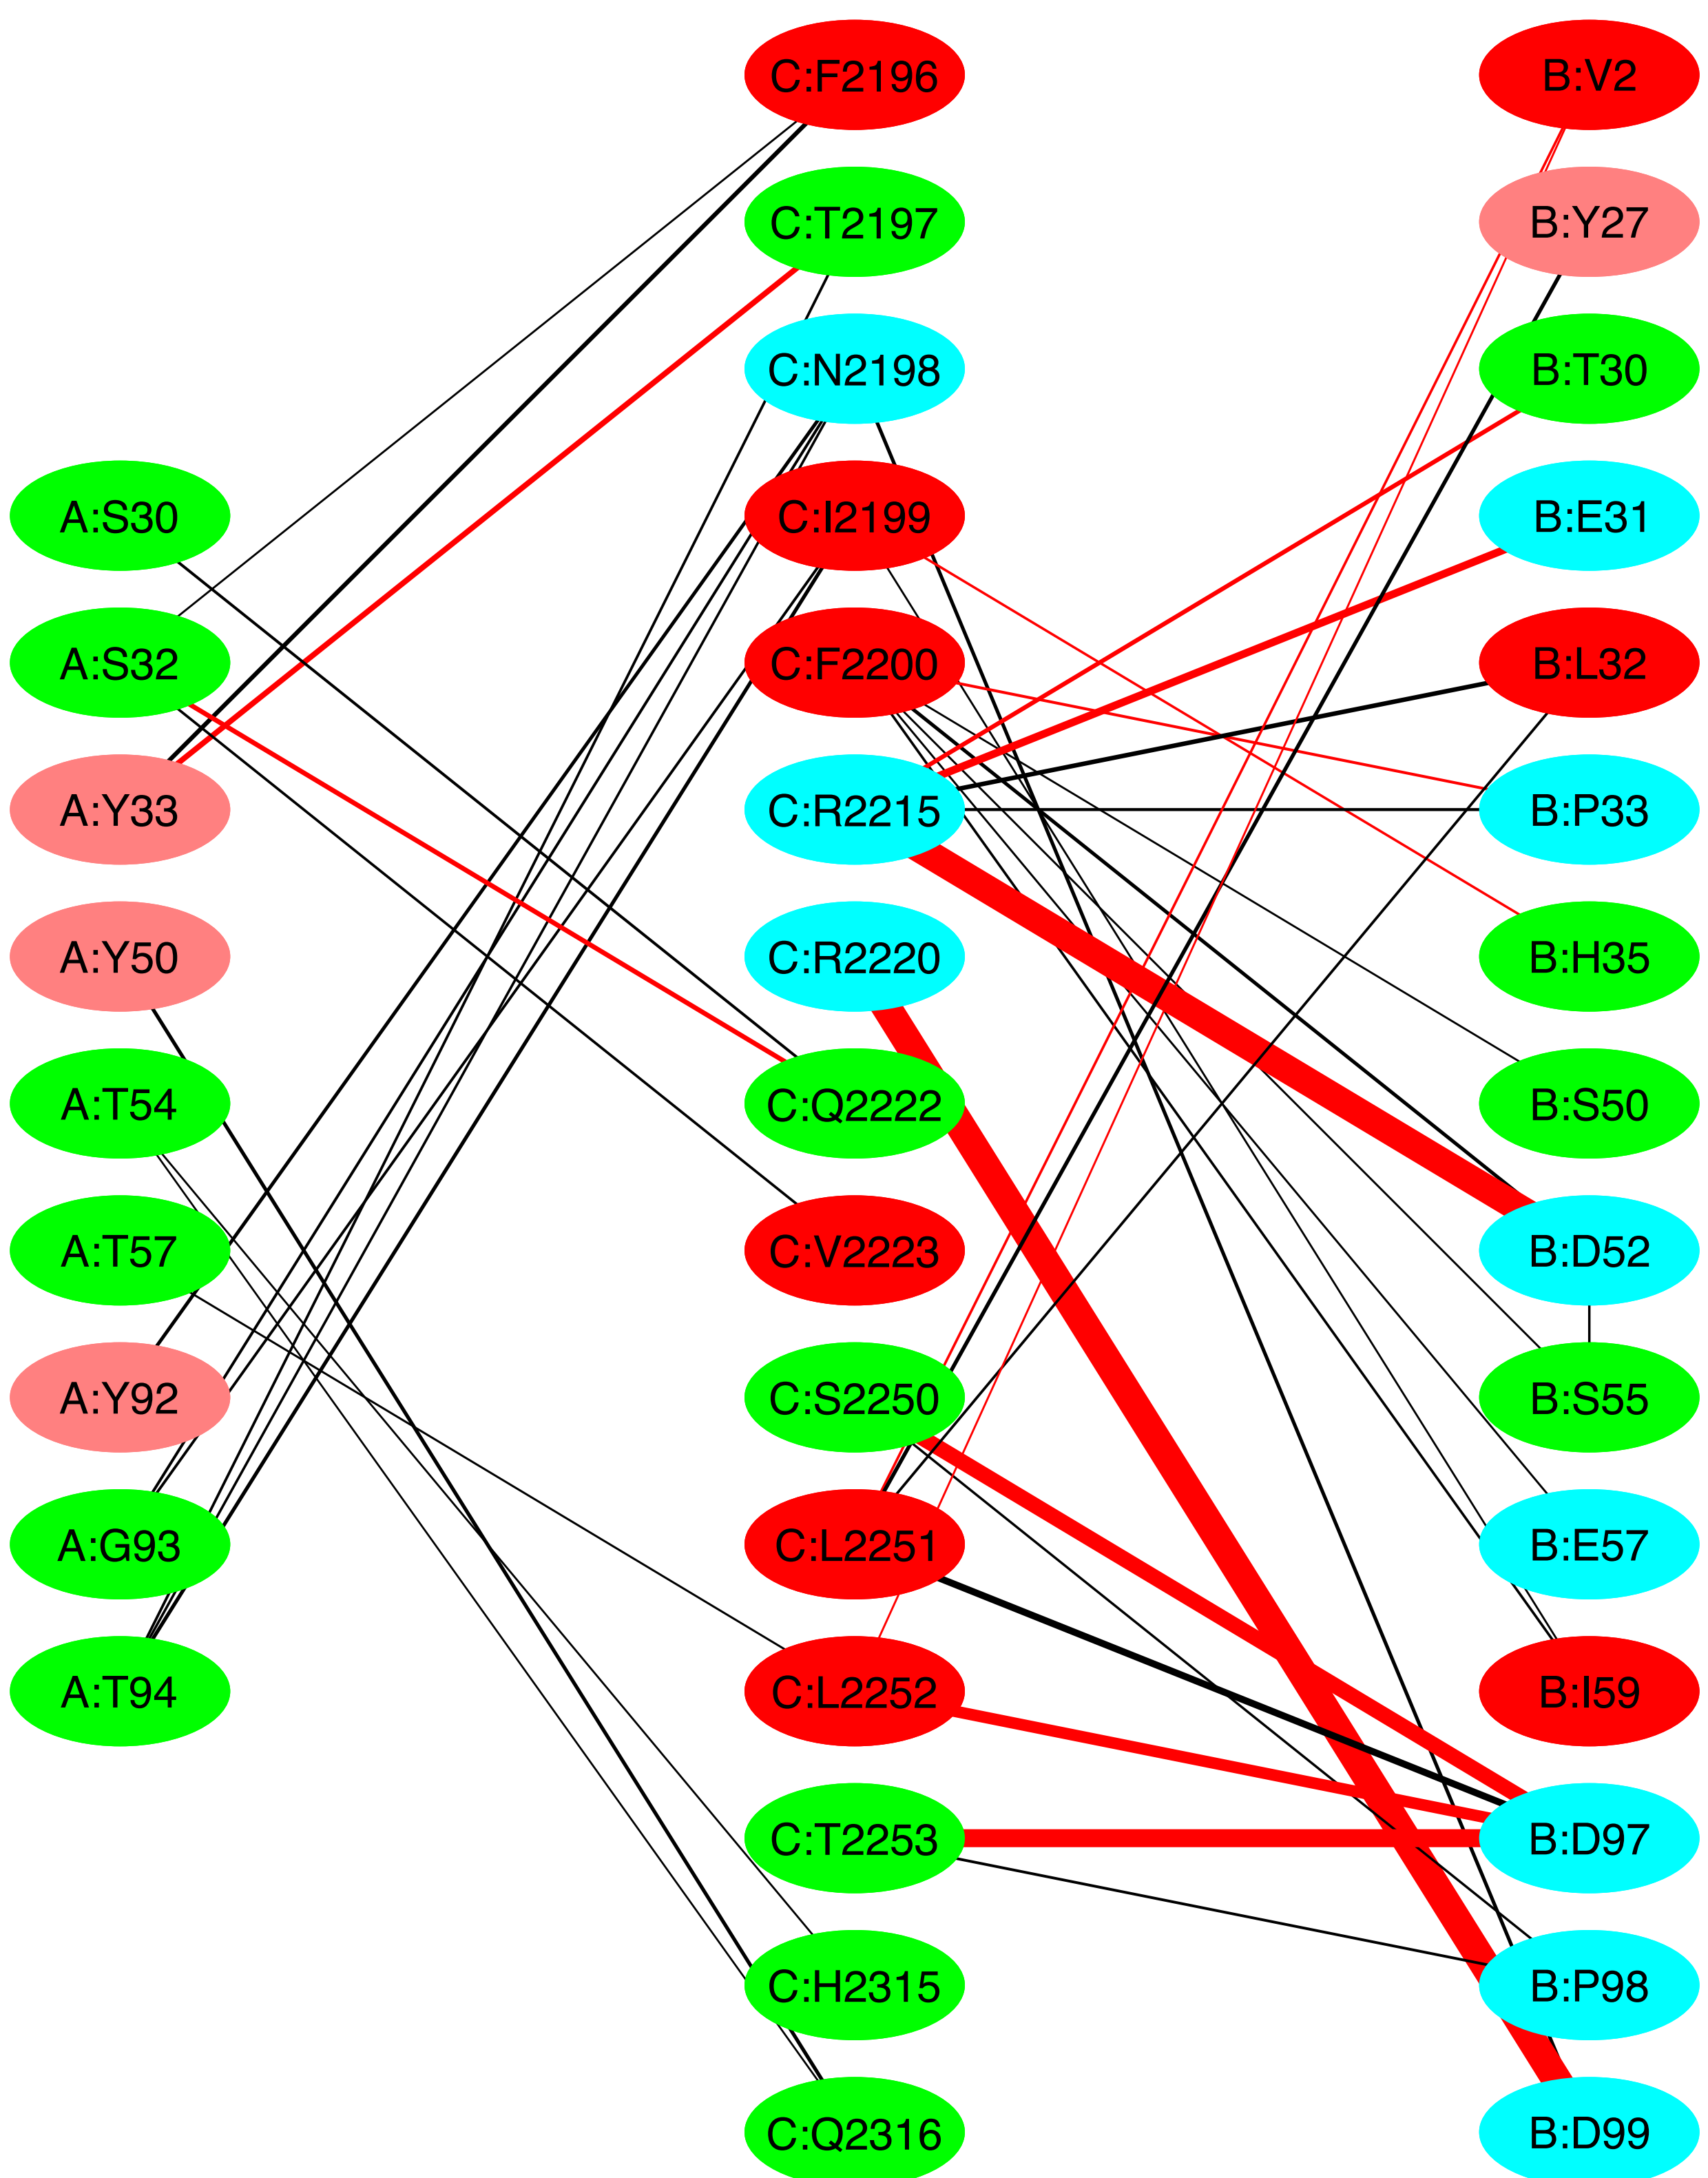 C:F2196
B:V2
C:T2197
B:Y27
C:N2198
B:T30
A:S30
C:I2199
B:E31
A:S32
C:F2200
B:L32
A:Y33
C:R2215
B:P33
A:Y50
C:R2220
B:H35
A:T54
C:Q2222
B:S50
A:T57
C:V2223
B:D52
A:Y92
C:S2250
B:S55
A:G93
C:L2251
B:E57
A:T94
C:L2252
B:I59
C:T2253
B:D97
C:H2315
B:P98
C:Q2316
B:D99